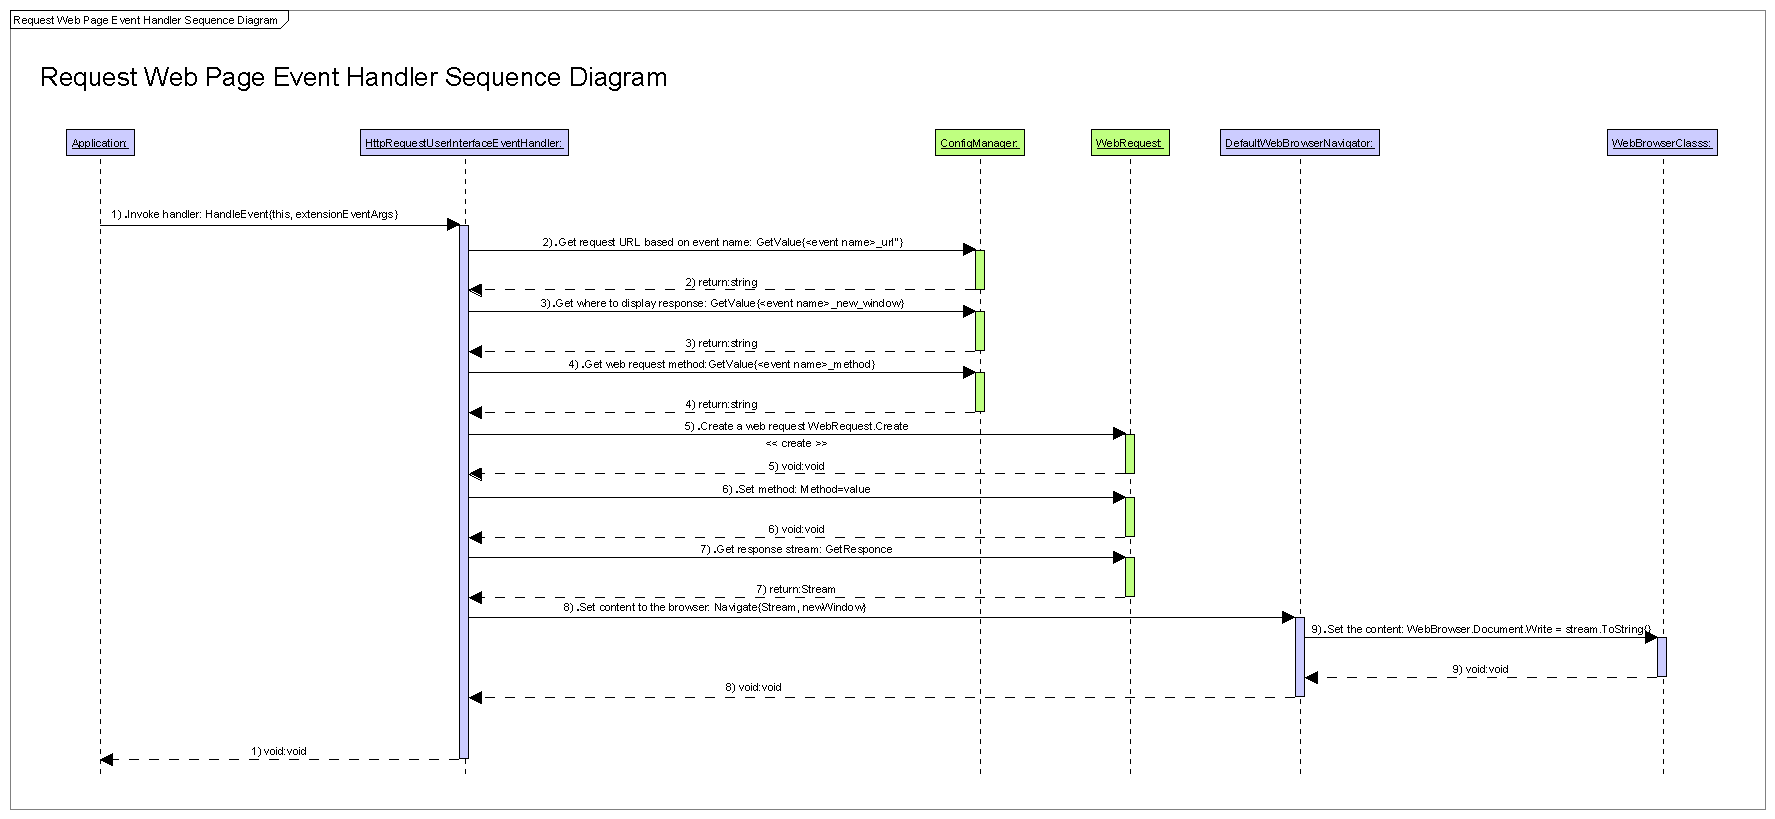 Request Web Page Event Handler Sequence Diagram
Request Web Page Event Handler Sequence Diagram
Application:
HttpRequestUserInterfaceEventHandler:
ConfigManager:
WebRequest:
DefaultWebBrowserNavigator:
WebBrowserClasss:
1) .Invoke handler: HandleEvent{this, extensionEventArgs}
2) .Get request URL based on event name: GetValue{<event name>_url"}
2) return:string
3) .Get where to display response: GetValue{<event name>_new_window}
3) return:string
4) .Get web request method:GetValue{<event name>_method}
4) return:string
5) .Create a web request WebRequest.Create
<< create >>
5) void:void
6) .Set method: Method=value
6) void:void
7) .Get response stream: GetResponce
7) return:Stream
8) .Set content to the browser: Navigate{Stream, newWindow}
9) .Set the content: WebBrowser.Document.Write = stream.ToString{}
9) void:void
8) void:void
1) void:void